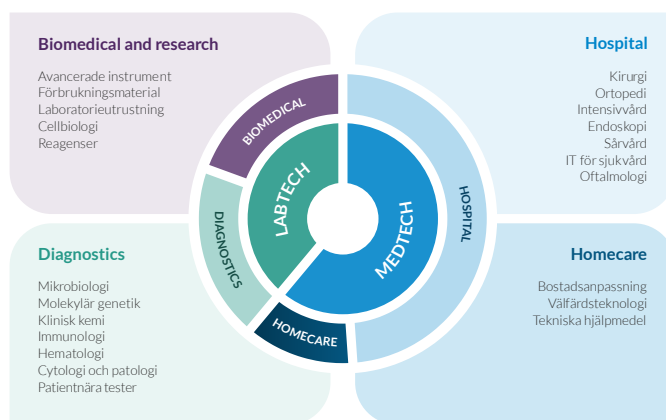 Biomedical and research
Avancerade instrument
Förbrukningsmaterial
Laboratorieutrustning
Cellbiologi
Reagenser
Hospital
Kirurgi
Ortopedi
Intensivvård
Endoskopi
Sårvård
IT för sjukvård
Oftalmologi
BIOMEDICAL
LABTECH
MEDTECH
HOSPITAL
DIAGNOSTICS
HOMECARE
Diagnostics
Mikrobiologi
Molekylär genetik
Klinisk kemi
Immunologi
Hematologi
Cytologi och patologi
Patientnära tester
Homecare
Bostadsanpassning
Välfärdsteknologi
Tekniska hjälpmedel